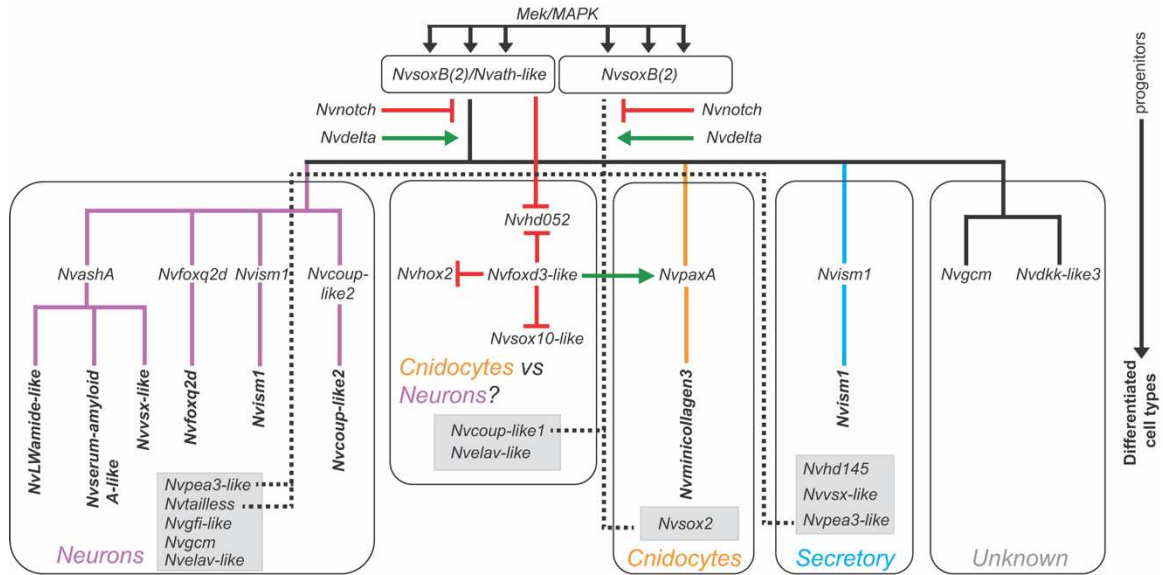 Mek/MAPK
NvsoxB(2)/Nvath-like
NvsoxB(2)
Nvnotch
Nvdelta
Nvnotch
Nvdelta
progenitors
Differentiated
cell types
NvashA
Nvfoxq2d
Nvism1
Nvcoup-
like2
NvLWamide-like
Nvserum-amyloid
A-like
Nvvsx-like
Nvfoxq2d
Nvism1
Nvcoup-like2
Nvpea3-like
Nvtailless
Nvgfi-like
Nvgcm
Nvelav-like
Neurons
Nvhd052
Nvhox2
Nvfoxd3-like
Nvsox10-like
Cnidocytes vs
Neurons?
Nvcoup-like1
Nvelav-like
NvpaxA
Nvminicollagen3
Nvsox2
Cnidocytes
Nvism1
Nvism1
Nvhd145
Nvvsx-like
Nvpea3-like
Secretory
Nvgcm
Nvdkk-like3
Unknown